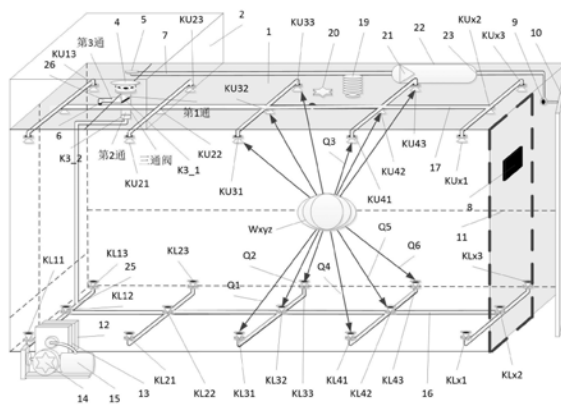 4 5 KU23 2
KU33 19 20 21 22 23 KUx2 KUx3 9 10
第3通 7 1
KU13
26
KU32
第1通
6
K3_2 第2通 K3_1 KU22 Q3 KU43 17
三通阀 KU42
KU21 KU31 KU41 KUx1
8
Wxyz Q5 11
KL11 KL13 KL23 Q2 Q6
25 Q1 Q4 KLx3
KL12
12
14 15 13 KL21 KL22 KL31 KL32 KL33 KL41 KL42 KL43 16 KLx1 KLx2